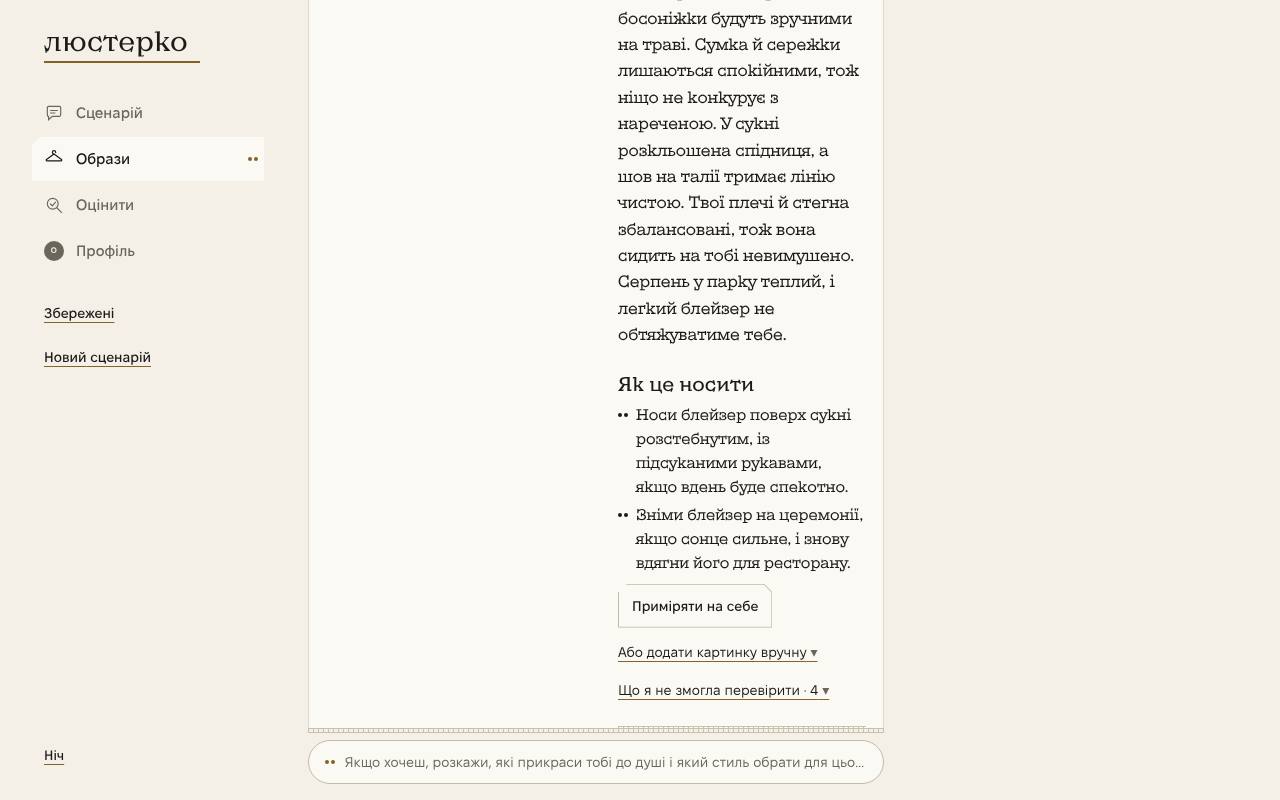 люстерко
Сценарій
Образи
Оцінити
О
Профіль
Збережені
Новий сценарій
Ніч
босоніжки будуть зручними
на траві. Сумка й сережки
лишаються спокійними, тож
ніщо не конкурує з
нареченою. У сукні
розкльошена спідниця, а
шов на талії тримає лінію
чистою. Твої плечі й стегна
збалансовані, тож вона
сидить на тобі невимушено.
Серпень у парку теплий, і
легкий блейзер не
обтяжуватиме тебе.
Як це носити
Носи блейзер поверх сукні
розстебнутим, із
підсуканими рукавами,
якщо вдень буде спекотно.
Зніми блейзер на церемонії,
якщо сонце сильне, і знову
вдягни його для ресторану.
Приміряти на себе
Або додати картинку вручну ▾
Що я не змогла перевірити · 4 ▾
Якщо хочеш, розкажи, які прикраси тобі до душі і який стиль обрати для цьо...